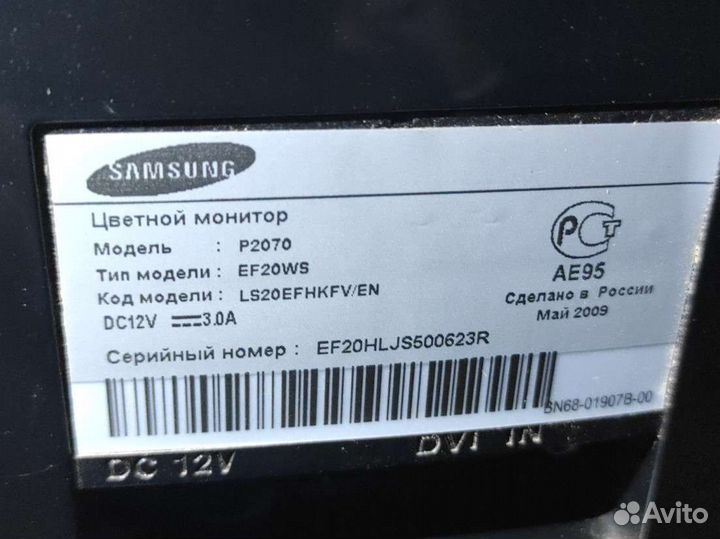 SAMSUNG
Цветной монитор
Модель : P2070
Тип модели : EF20WS
Код модели : LS20EFHKFV/EN
DC12V 3.0A
Серийный номер : EF20HLJS500623R
РСТ
AE95
Сделано в России
Май 2009
BN68-01907B-00
DC 12V
DVI IN
Avito